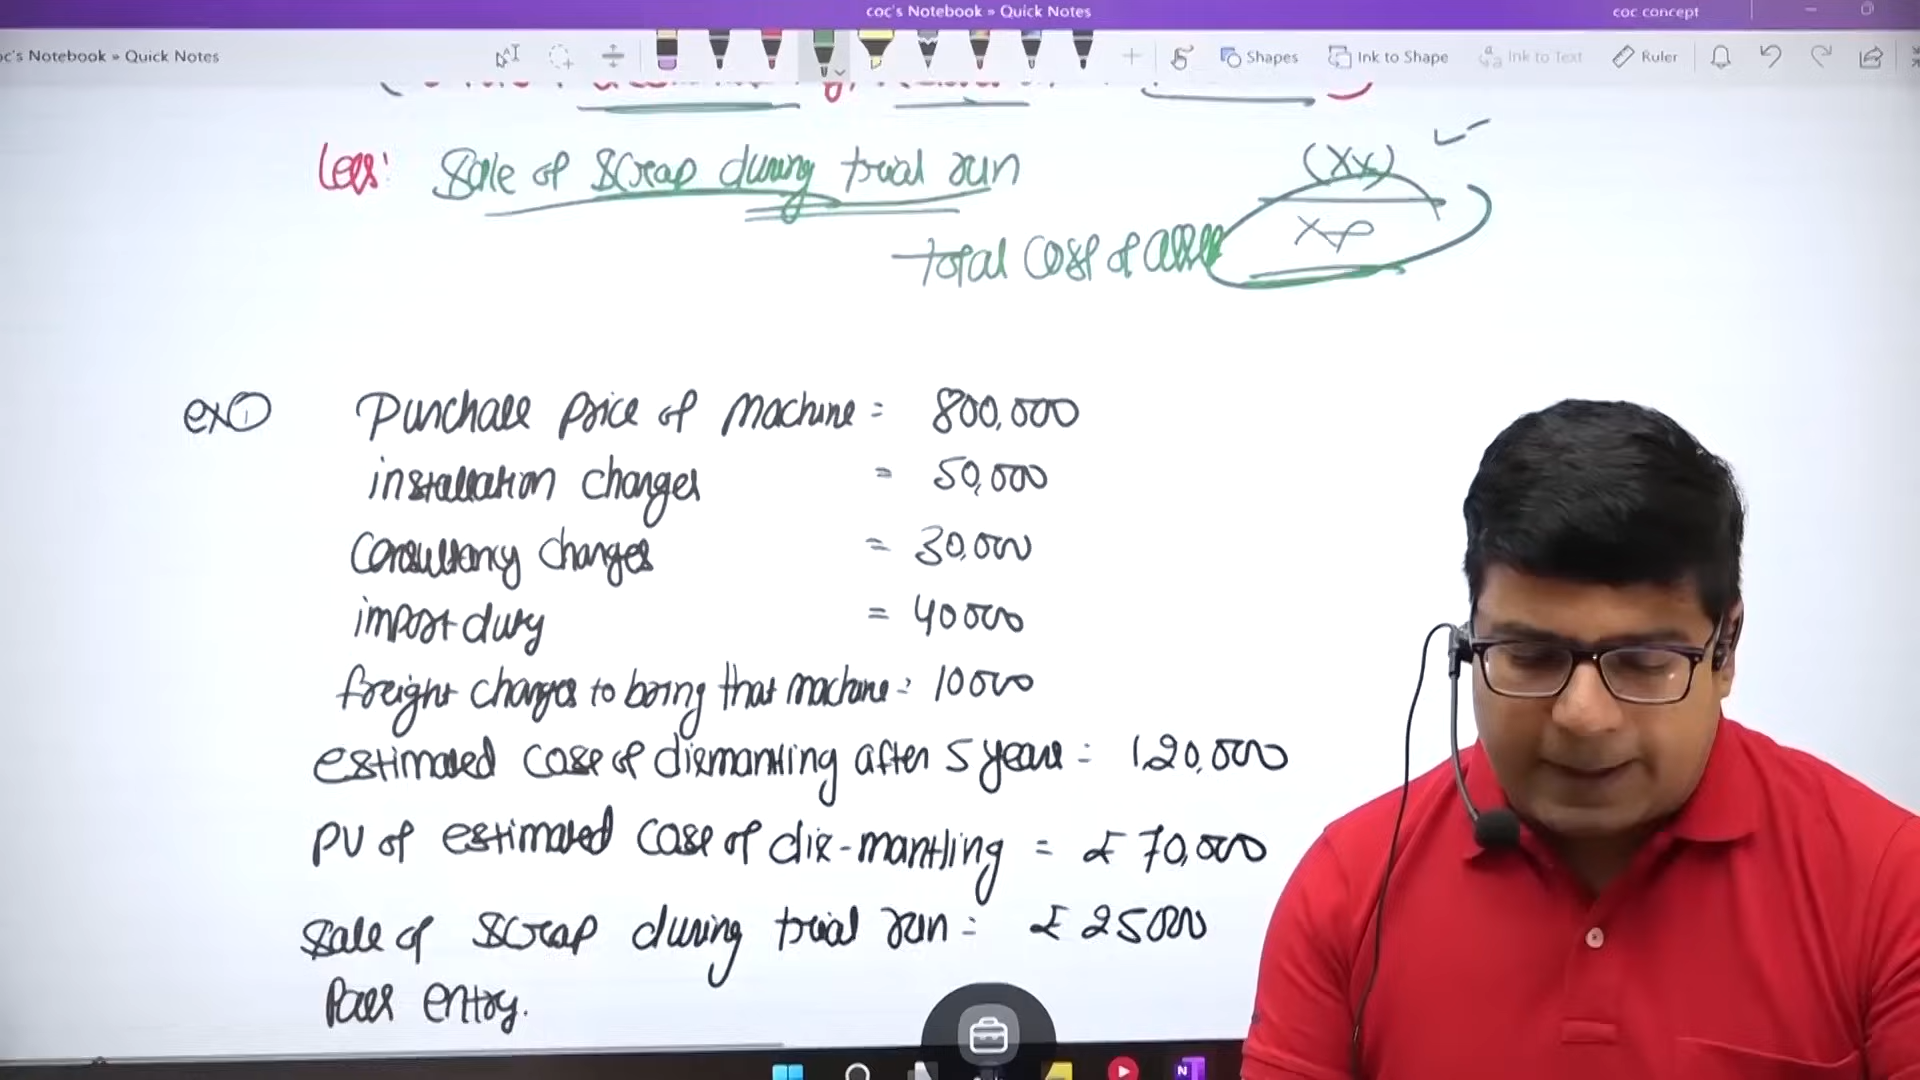 coc's Notebook » Quick Notes
coc concept
oc's Notebook » Quick Notes
Shapes
Ink to Shape
Ink to Text
Ruler
Less: Sale of Scrap during trial run (xx)
total Cost of asset
ex ① Purchase price of machine = 800,000
installation charges = 50,000
Consultancy charges = 30,000
import duty = 40000
freight charges to bring that machine = 10000
estimated cost of dismantling after 5 years = 120,000
PV of estimated cost of dis-mantling = ₹ 70,000
Sale of Scrap during trial run = ₹ 25000
Pass entry.